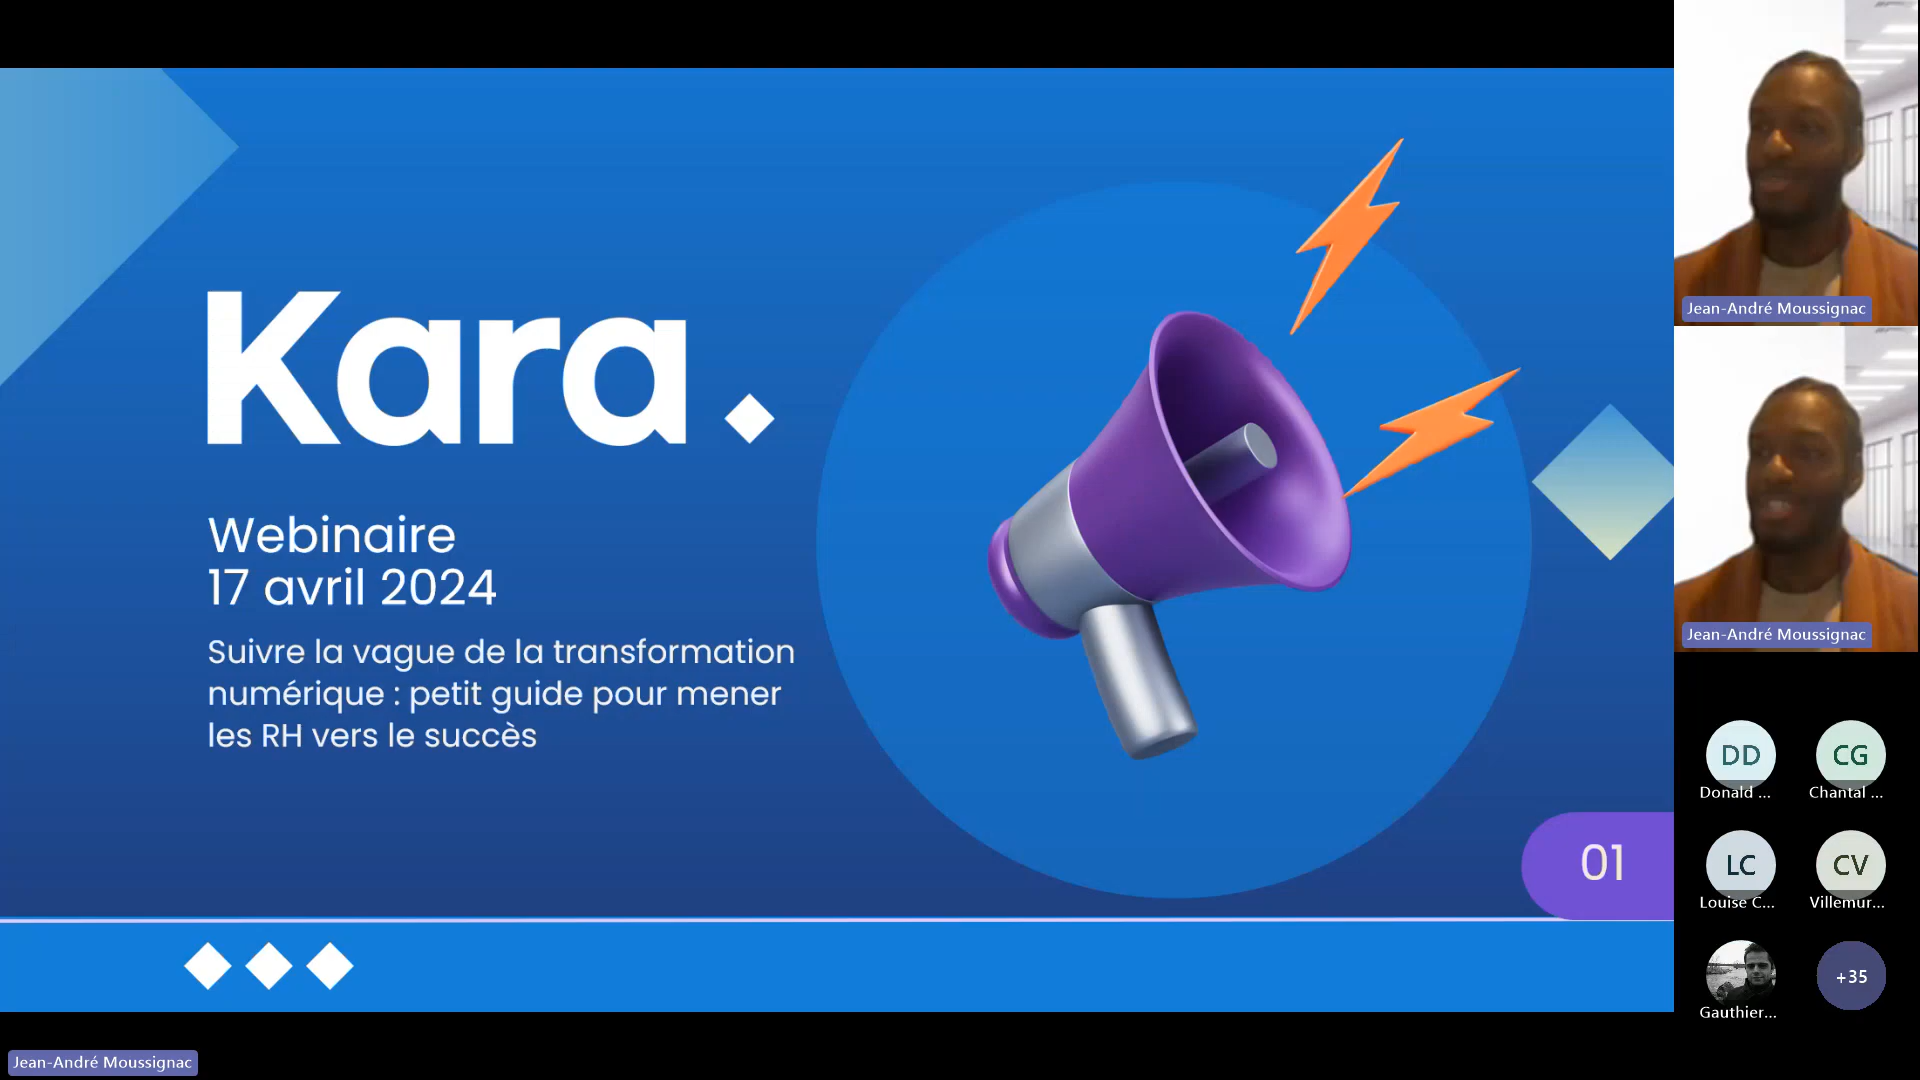 Kara
Webinaire
17 avril 2024
Suivre la vague de la transformation
numérique : petit guide pour mener
les RH vers le succès
01
Jean-André Moussignac
Jean-André Moussignac
Jean-André Moussignac
DD
Donald ...
CG
Chantal ...
LC
Louise C...
CV
Villemur...
Gauthier...
+35